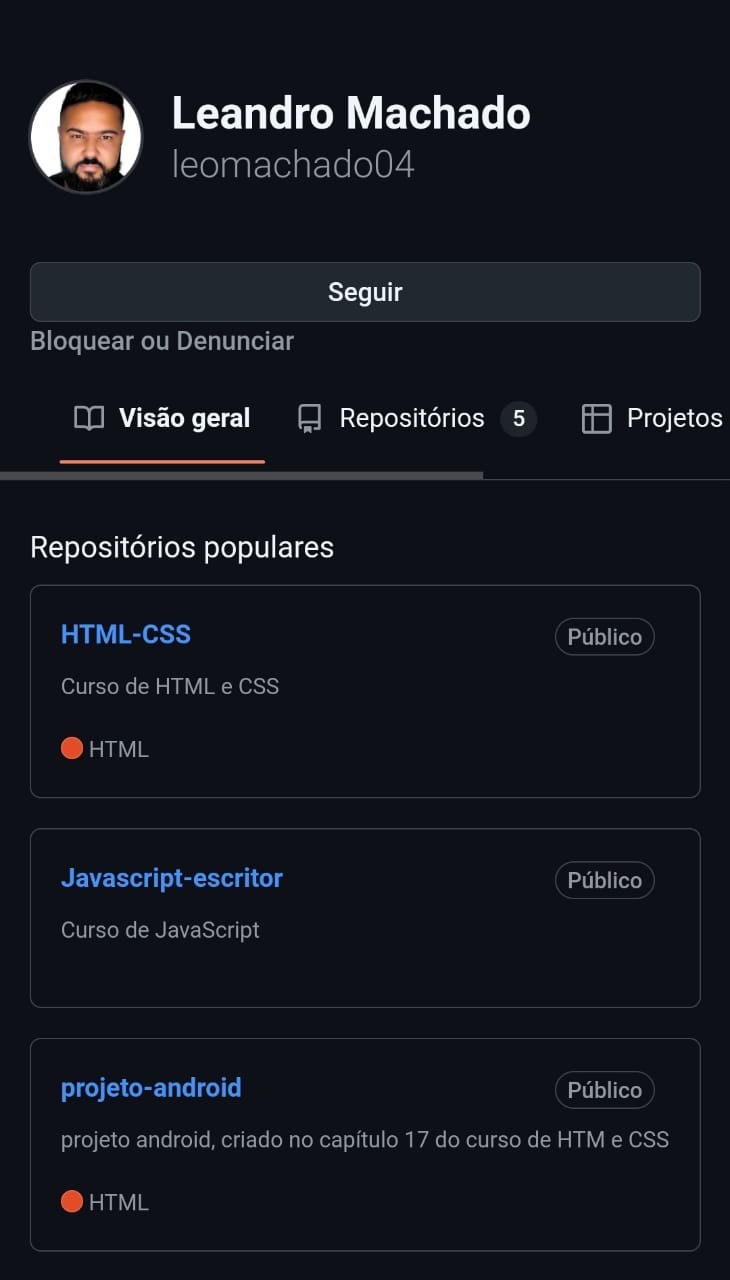 Leandro Machado
leomachado04
Seguir
Bloquear ou Denunciar
Visão geral Repositórios 5 Projetos
Repositórios populares
HTML-CSS Público
Curso de HTML e CSS
HTML
Javascript-escritor Público
Curso de JavaScript
projeto-android Público
projeto android, criado no capítulo 17 do curso de HTM e CSS
HTML